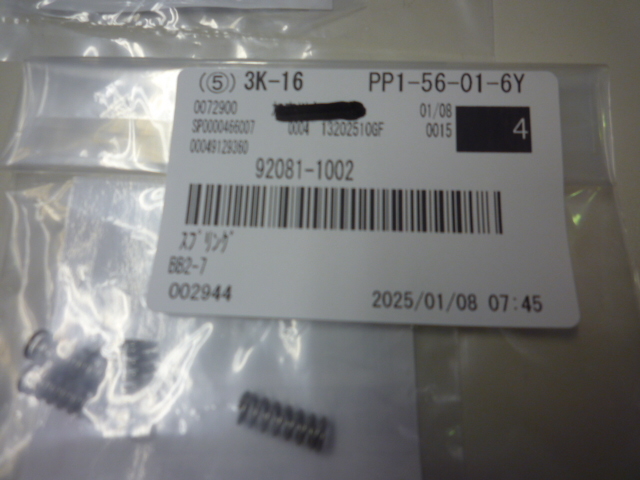 (⑤) 3K-16 PP1-56-01-6Y
0072900 01/08
SP0000466007 0004 13202510GF 0015 4
00049129360
92081-1002
ｽﾌﾟﾘﾝｸﾞ
BB2-7
002944 2025/01/08 07:45